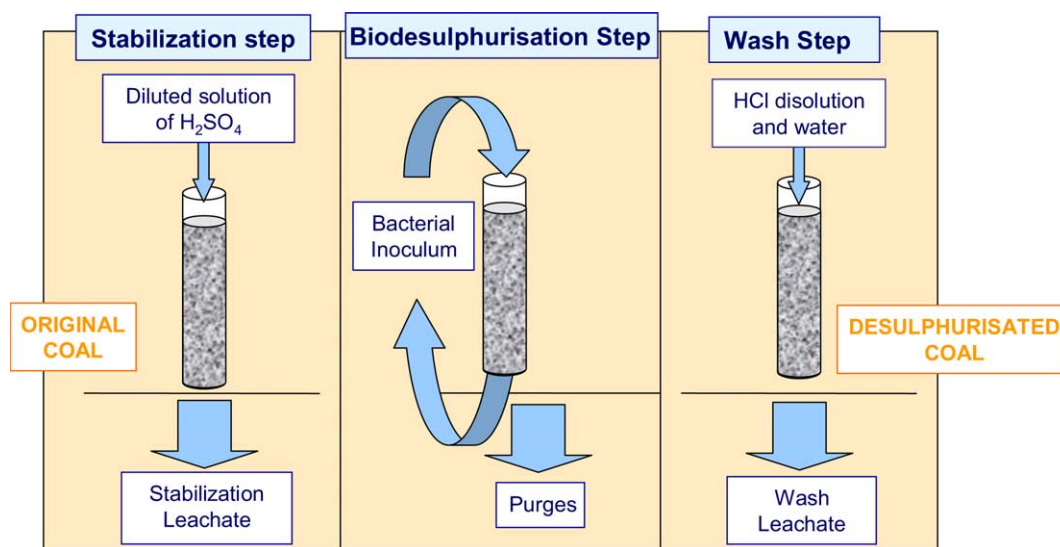 Stabilization step
Biodesulphurisation Step
Wash Step
Diluted solution
of H₂SO₄
HCl disolution
and water
Bacterial
Inoculum
ORIGINAL
COAL
DESULPHURISATED
COAL
Stabilization
Leachate
Purges
Wash
Leachate